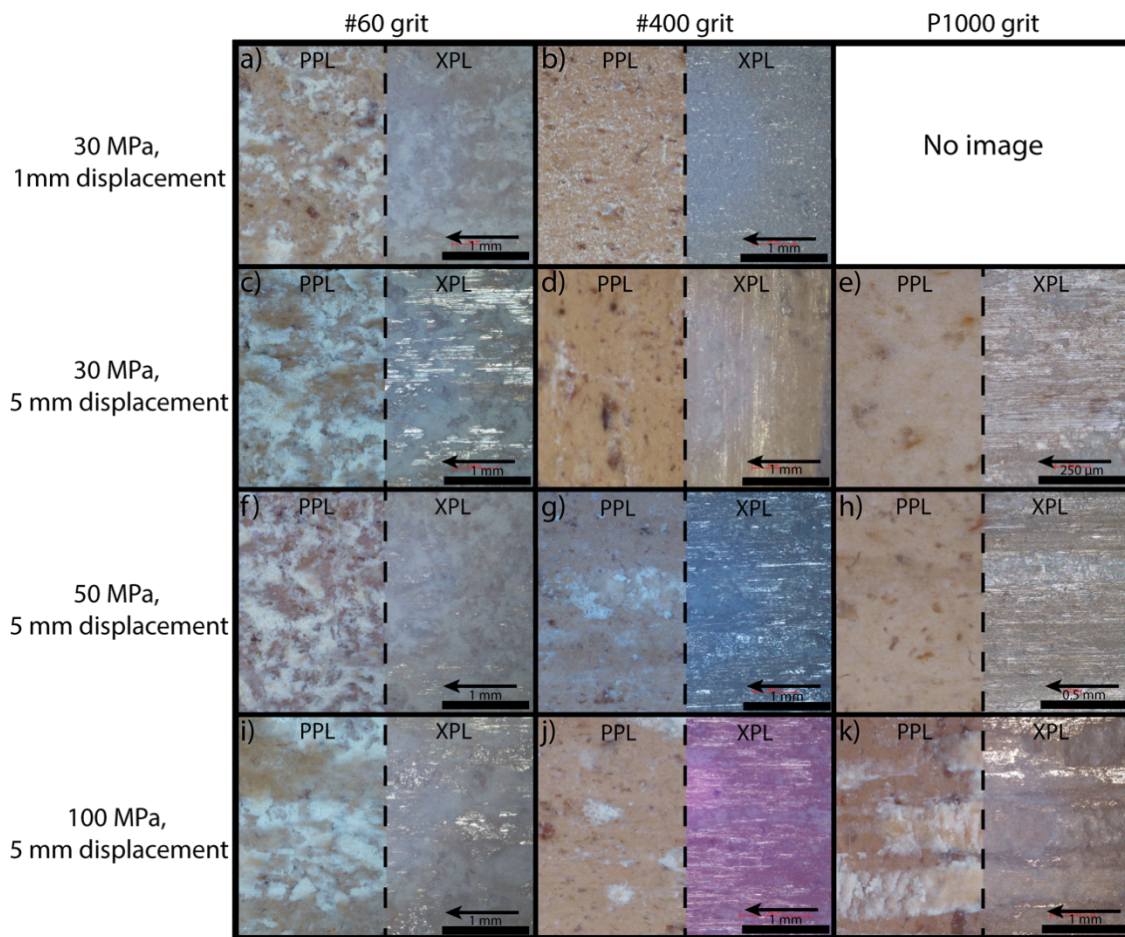 #60 grit #400 grit P1000 grit
30 MPa,
1mm displacement
a) PPL XPL
1 mm
b) PPL XPL
1 mm
No image
30 MPa,
5 mm displacement
c) PPL XPL
1 mm
d) PPL XPL
1 mm
e) PPL XPL
250 µm
50 MPa,
5 mm displacement
f) PPL XPL
1 mm
g) PPL XPL
1 mm
h) PPL XPL
0.5 mm
100 MPa,
5 mm displacement
i) PPL XPL
1 mm
j) PPL XPL
1 mm
k) PPL XPL
1 mm